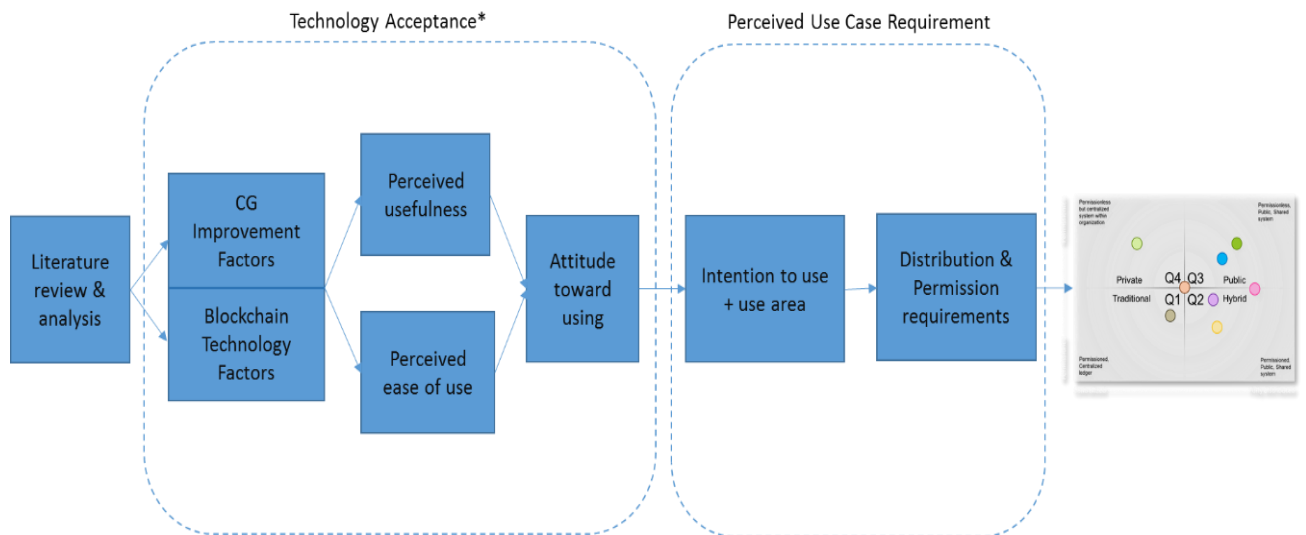 Technology Acceptance*
Perceived Use Case Requirement
Literature
review &
analysis
CG
Improvement
Factors
Blockchain
Technology
Factors
Perceived
usefulness
Perceived
ease of use
Attitude
toward
using
Intention to use
+ use area
Distribution &
Permission
requirements
Permissionless
but centralized
system within
organization
Permissionless,
Public, Shared
system
Private
Q4 Q3
Public
Traditional
Q1 Q2
Hybrid
Permissioned,
Centralized
ledger
Permissioned,
Public, Shared
system